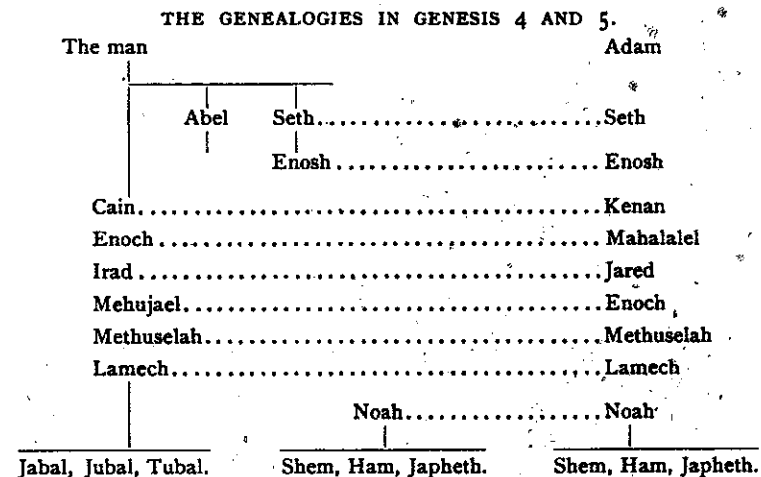 THE GENEALOGIES IN GENESIS 4 AND 5.
The man Adam
Abel Seth..........................Seth
Enosh........................Enosh
Cain............................................Kenan
Enoch..........................................Mahalalel
Irad............................................Jared
Mehujael.......................................Enoch
Methuselah.....................................Methuselah
Lamech........................................Lamech
Noah..................Noah
Jabal, Jubal, Tubal. Shem, Ham, Japheth. Shem, Ham, Japheth.